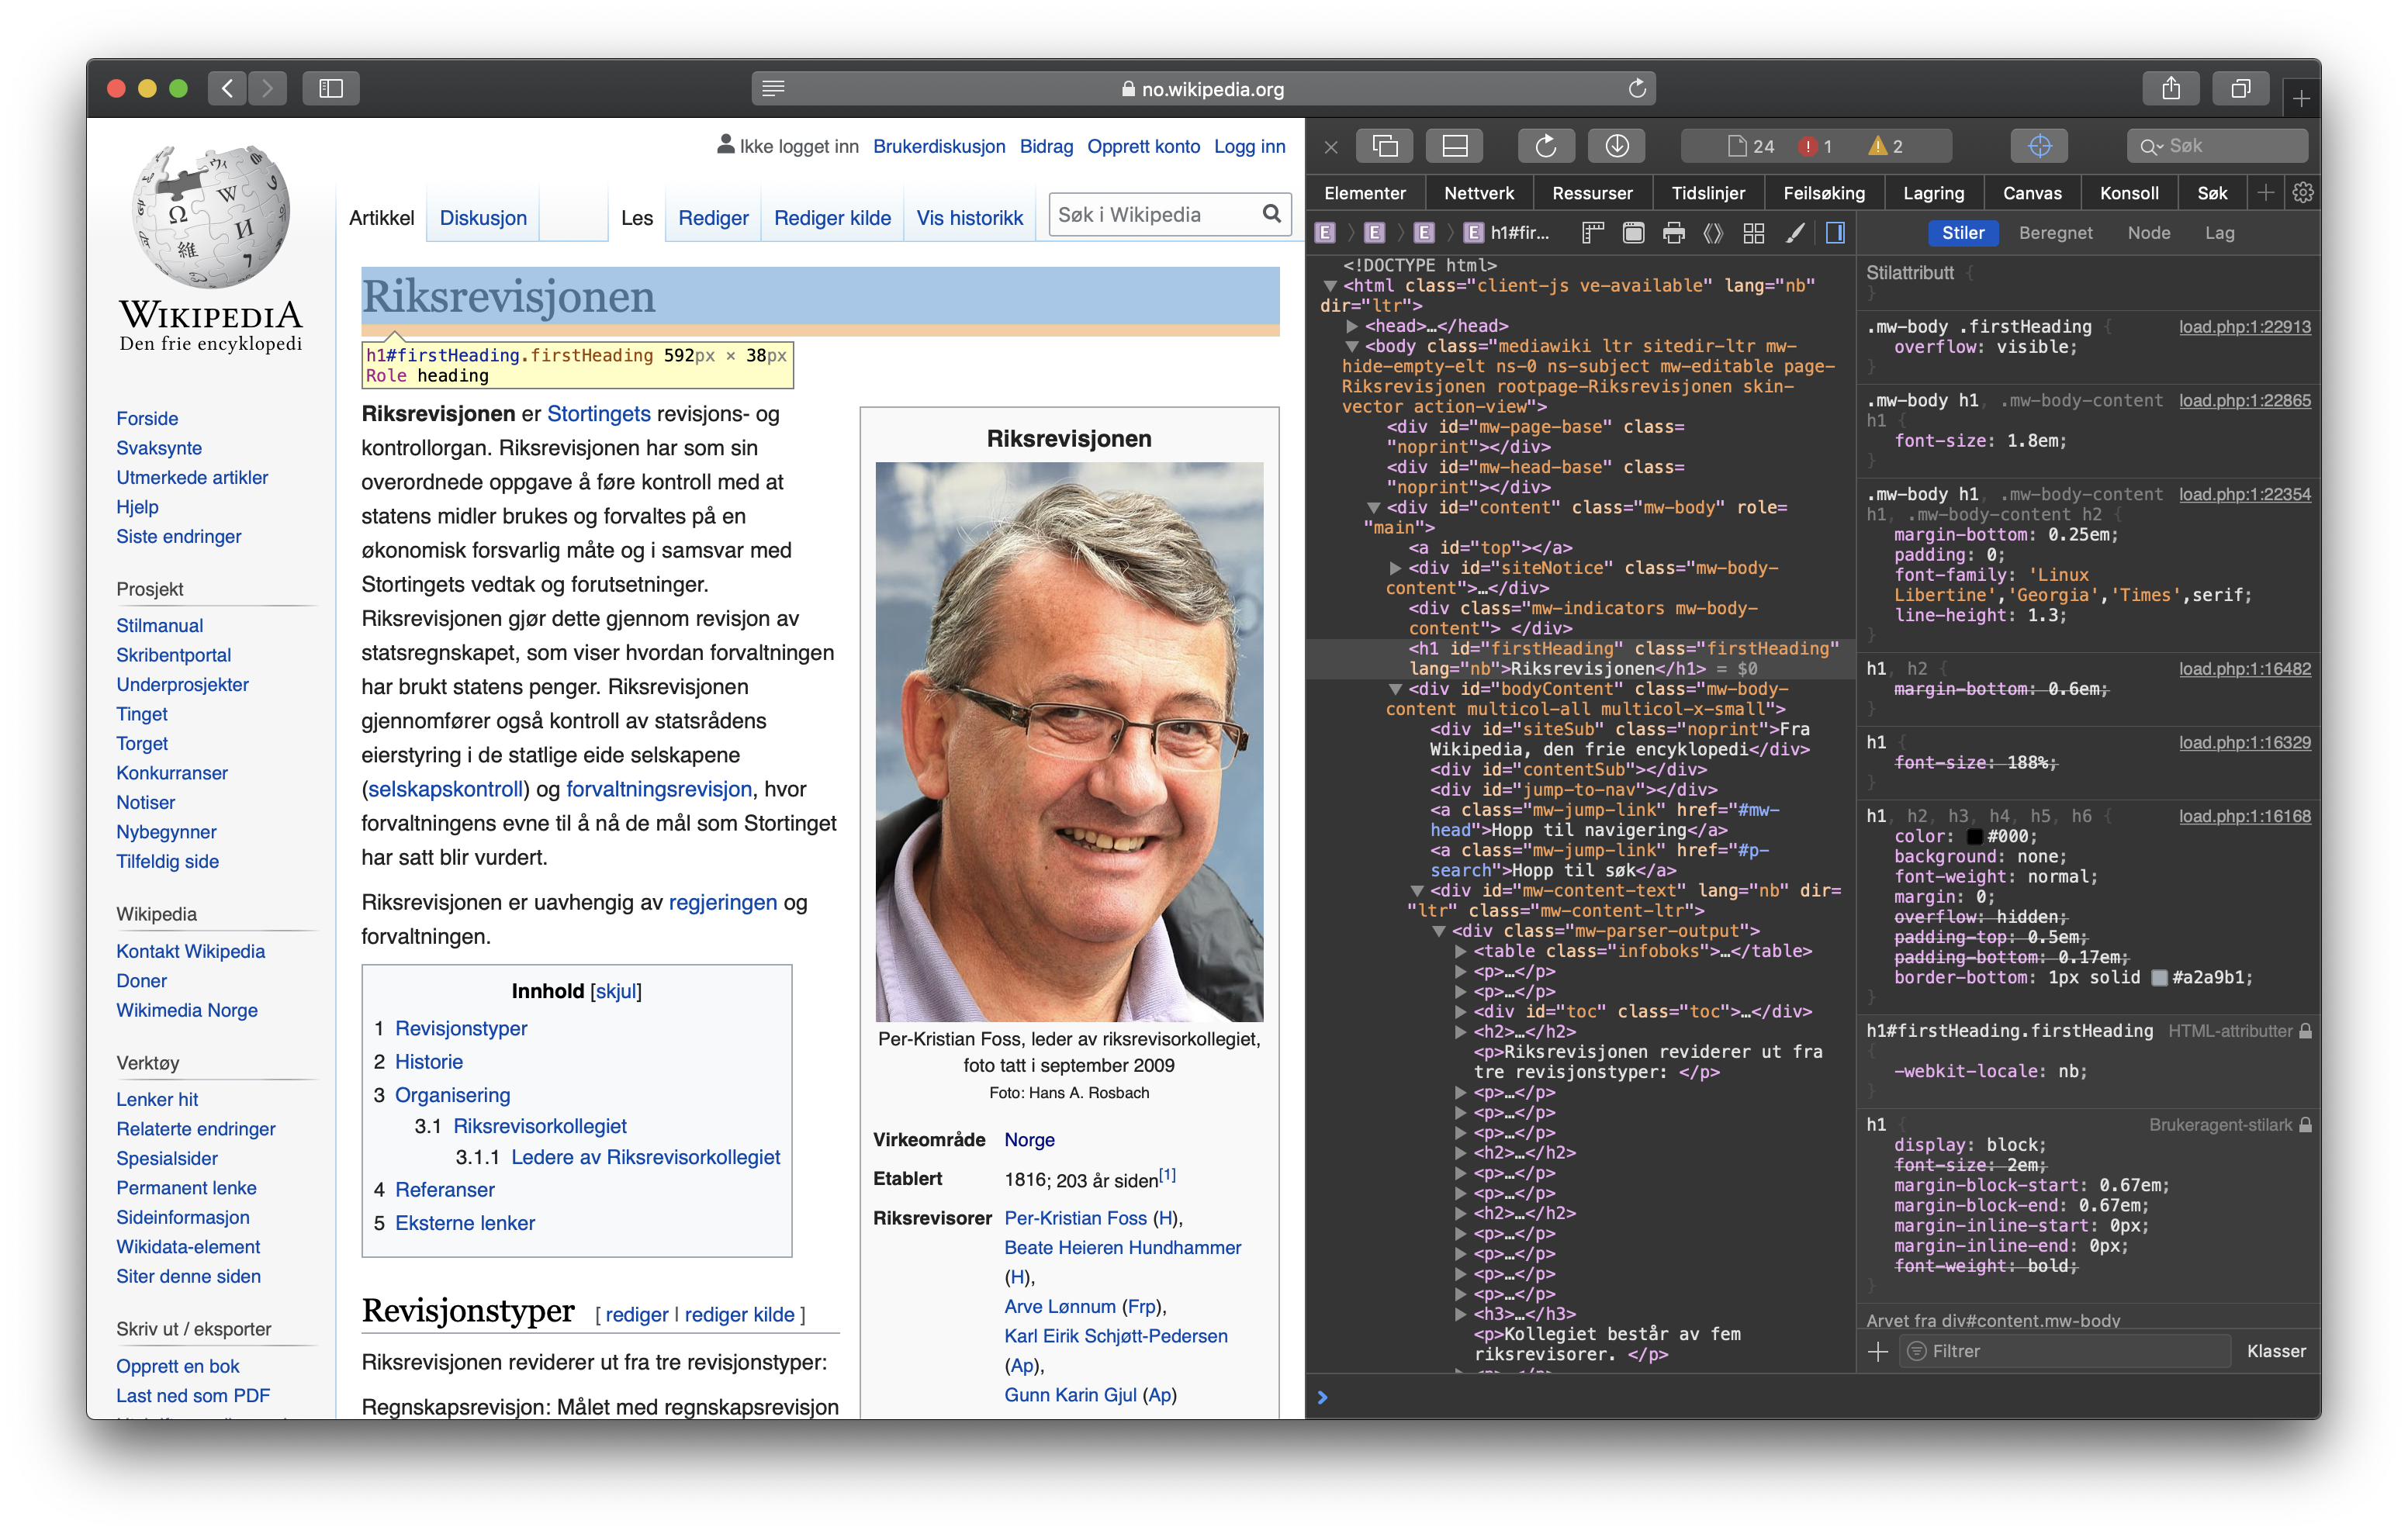 no.wikipedia.org
WIKIPEDIA
Den frie encyklopedi
Forside
Svaksynte
Utmerkede artikler
Hjelp
Siste endringer
Prosjekt
Stilmanual
Skribentportal
Underprosjekter
Tinget
Torget
Konkurranser
Notiser
Nybegynner
Tilfeldig side
Wikipedia
Kontakt Wikipedia
Doner
Wikimedia Norge
Verktøy
Lenker hit
Relaterte endringer
Spesialsider
Permanent lenke
Sideinformasjon
Wikidata-element
Siter denne siden
Skriv ut / eksporter
Opprett en bok
Last ned som PDF
Ikke logget inn Brukerdiskusjon Bidrag Opprett konto Logg inn
Artikkel Diskusjon Les Rediger Rediger kilde Vis historikk Søk i Wikipedia
Riksrevisjonen
h1#firstHeading.firstHeading 592px × 38px
Role heading
Riksrevisjonen er Stortingets revisjons- og
kontrollorgan. Riksrevisjonen har som sin
overordnede oppgave å føre kontroll med at
statens midler brukes og forvaltes på en
økonomisk forsvarlig måte og i samsvar med
Stortingets vedtak og forutsetninger.
Riksrevisjonen gjør dette gjennom revisjon av
statsregnskapet, som viser hvordan forvaltningen
har brukt statens penger. Riksrevisjonen
gjennomfører også kontroll av statsrådens
eierstyring i de statlige eide selskapene
(selskapskontroll) og forvaltningsrevisjon, hvor
forvaltningens evne til å nå de mål som Stortinget
har satt blir vurdert.
Riksrevisjonen er uavhengig av regjeringen og
forvaltningen.
Innhold [skjul]
1 Revisjonstyper
2 Historie
3 Organisering
3.1 Riksrevisorkollegiet
3.1.1 Ledere av Riksrevisorkollegiet
4 Referanser
5 Eksterne lenker
Revisjonstyper [ rediger | rediger kilde ]
Riksrevisjonen reviderer ut fra tre revisjonstyper:
Regnskapsrevisjon: Målet med regnskapsrevisjon
Riksrevisjonen
Per-Kristian Foss, leder av riksrevisorkollegiet,
foto tatt i september 2009
Foto: Hans A. Rosbach
Virkeområde Norge
Etablert 1816; 203 år siden[1]
Riksrevisorer Per-Kristian Foss (H),
Beate Heieren Hundhammer
(H),
Arve Lønnum (Frp),
Karl Eirik Schjøtt-Pedersen
(Ap),
Gunn Karin Gjul (Ap)
24 1 2 Søk
Elementer Nettverk Ressurser Tidslinjer Feilsøking Lagring Canvas Konsoll Søk
E E E E h1#fir...
<!DOCTYPE html>
<html class="client-js ve-available" lang="nb"
dir="ltr">
<head>…</head>
<body class="mediawiki ltr sitedir-ltr mw-
hide-empty-elt ns-0 ns-subject mw-editable page-
Riksrevisjonen rootpage-Riksrevisjonen skin-
vector action-view">
<div id="mw-page-base" class=
"noprint"></div>
<div id="mw-head-base" class=
"noprint"></div>
<div id="content" class="mw-body" role=
"main">
<a id="top"></a>
<div id="siteNotice" class="mw-body-
content">…</div>
<div class="mw-indicators mw-body-
content"> </div>
<h1 id="firstHeading" class="firstHeading"
lang="nb">Riksrevisjonen</h1> = $0
<div id="bodyContent" class="mw-body-
content multicol-all multicol-x-small">
<div id="siteSub" class="noprint">Fra
Wikipedia, den frie encyklopedi</div>
<div id="contentSub"></div>
<div id="jump-to-nav"></div>
<a class="mw-jump-link" href="#mw-
head">Hopp til navigering</a>
<a class="mw-jump-link" href="#p-
search">Hopp til søk</a>
<div id="mw-content-text" lang="nb" dir=
"ltr" class="mw-content-ltr">
<div class="mw-parser-output">
<table class="infoboks">…</table>
<p>…</p>
<p>…</p>
<div id="toc" class="toc">…</div>
<h2>…</h2>
<p>Riksrevisjonen reviderer ut fra
tre revisjonstyper: </p>
<p>…</p>
<p>…</p>
<p>…</p>
<h2>…</h2>
<p>…</p>
<p>…</p>
<h2>…</h2>
<p>…</p>
<p>…</p>
<p>…</p>
<p>…</p>
<h3>…</h3>
<p>Kollegiet består av fem
riksrevisorer. </p>
Stiler Beregnet Node Lag
Stilattributt {
}
.mw-body .firstHeading { load.php:1:22913
overflow: visible;
}
.mw-body h1, .mw-body-content load.php:1:22865
h1 {
font-size: 1.8em;
}
.mw-body h1, .mw-body-content load.php:1:22354
h1, .mw-body-content h2 {
margin-bottom: 0.25em;
padding: 0;
font-family: 'Linux
Libertine','Georgia','Times',serif;
line-height: 1.3;
}
h1, h2 { load.php:1:16482
margin-bottom: 0.6em;
}
h1 { load.php:1:16329
font-size: 188%;
}
h1, h2, h3, h4, h5, h6 { load.php:1:16168
color: #000;
background: none;
font-weight: normal;
margin: 0;
overflow: hidden;
padding-top: 0.5em;
padding-bottom: 0.17em;
border-bottom: 1px solid #a2a9b1;
}
h1#firstHeading.firstHeading HTML-attributter
{
-webkit-locale: nb;
}
h1 { Brukeragent-stilark
display: block;
font-size: 2em;
margin-block-start: 0.67em;
margin-block-end: 0.67em;
margin-inline-start: 0px;
margin-inline-end: 0px;
font-weight: bold;
}
Arvet fra div#content.mw-body
Filtrer Klasser